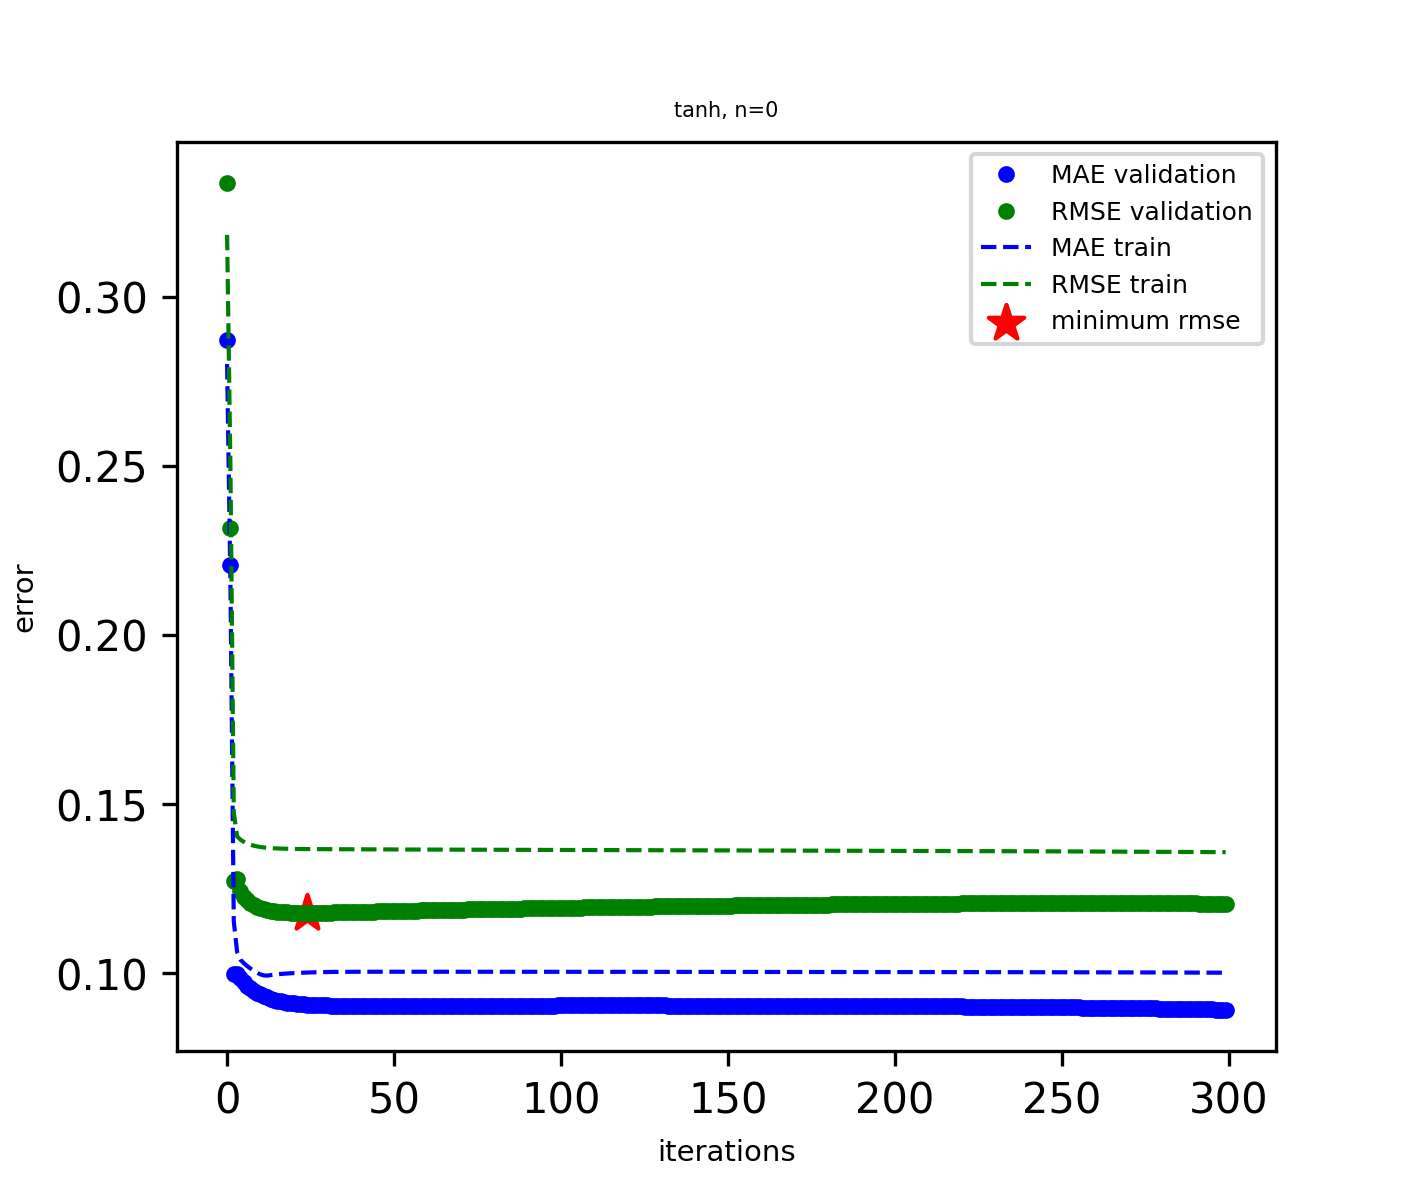 tanh, n=0
MAE validation
RMSE validation
MAE train
RMSE train
minimum rmse
error
0.30
0.25
0.20
0.15
0.10
0 50 100 150 200 250 300
iterations